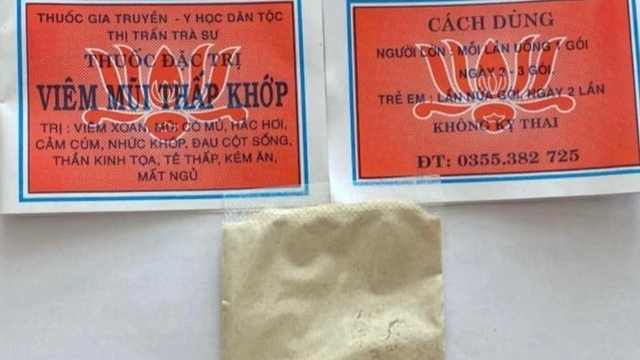 THUỐC GIA TRUYỀN - Y HỌC DÂN TỘC
THỊ TRẤN TRÀ SƯ
THUỐC ĐẶC TRỊ
VIÊM MŨI THẤP KHỚP
TRỊ : VIÊM XOAN, MŨI CÓ MỦ, HẮC HƠI,
CẢM CÚM, NHỨC KHỚP, ĐAU CỘT SỐNG,
THẦN KINH TỌA, TÊ THẤP, KÉM ĂN,
MẤT NGỦ
CÁCH DÙNG
NGƯỜI LỚN - MỖI LẦN UỐNG 1 GÓI
NGÀY 2 - 3 GÓI.
TRẺ EM : LẦN NỬA GÓI, NGÀY 2 LẦN
KHÔNG KỴ THAI
ĐT: 0355.382 725